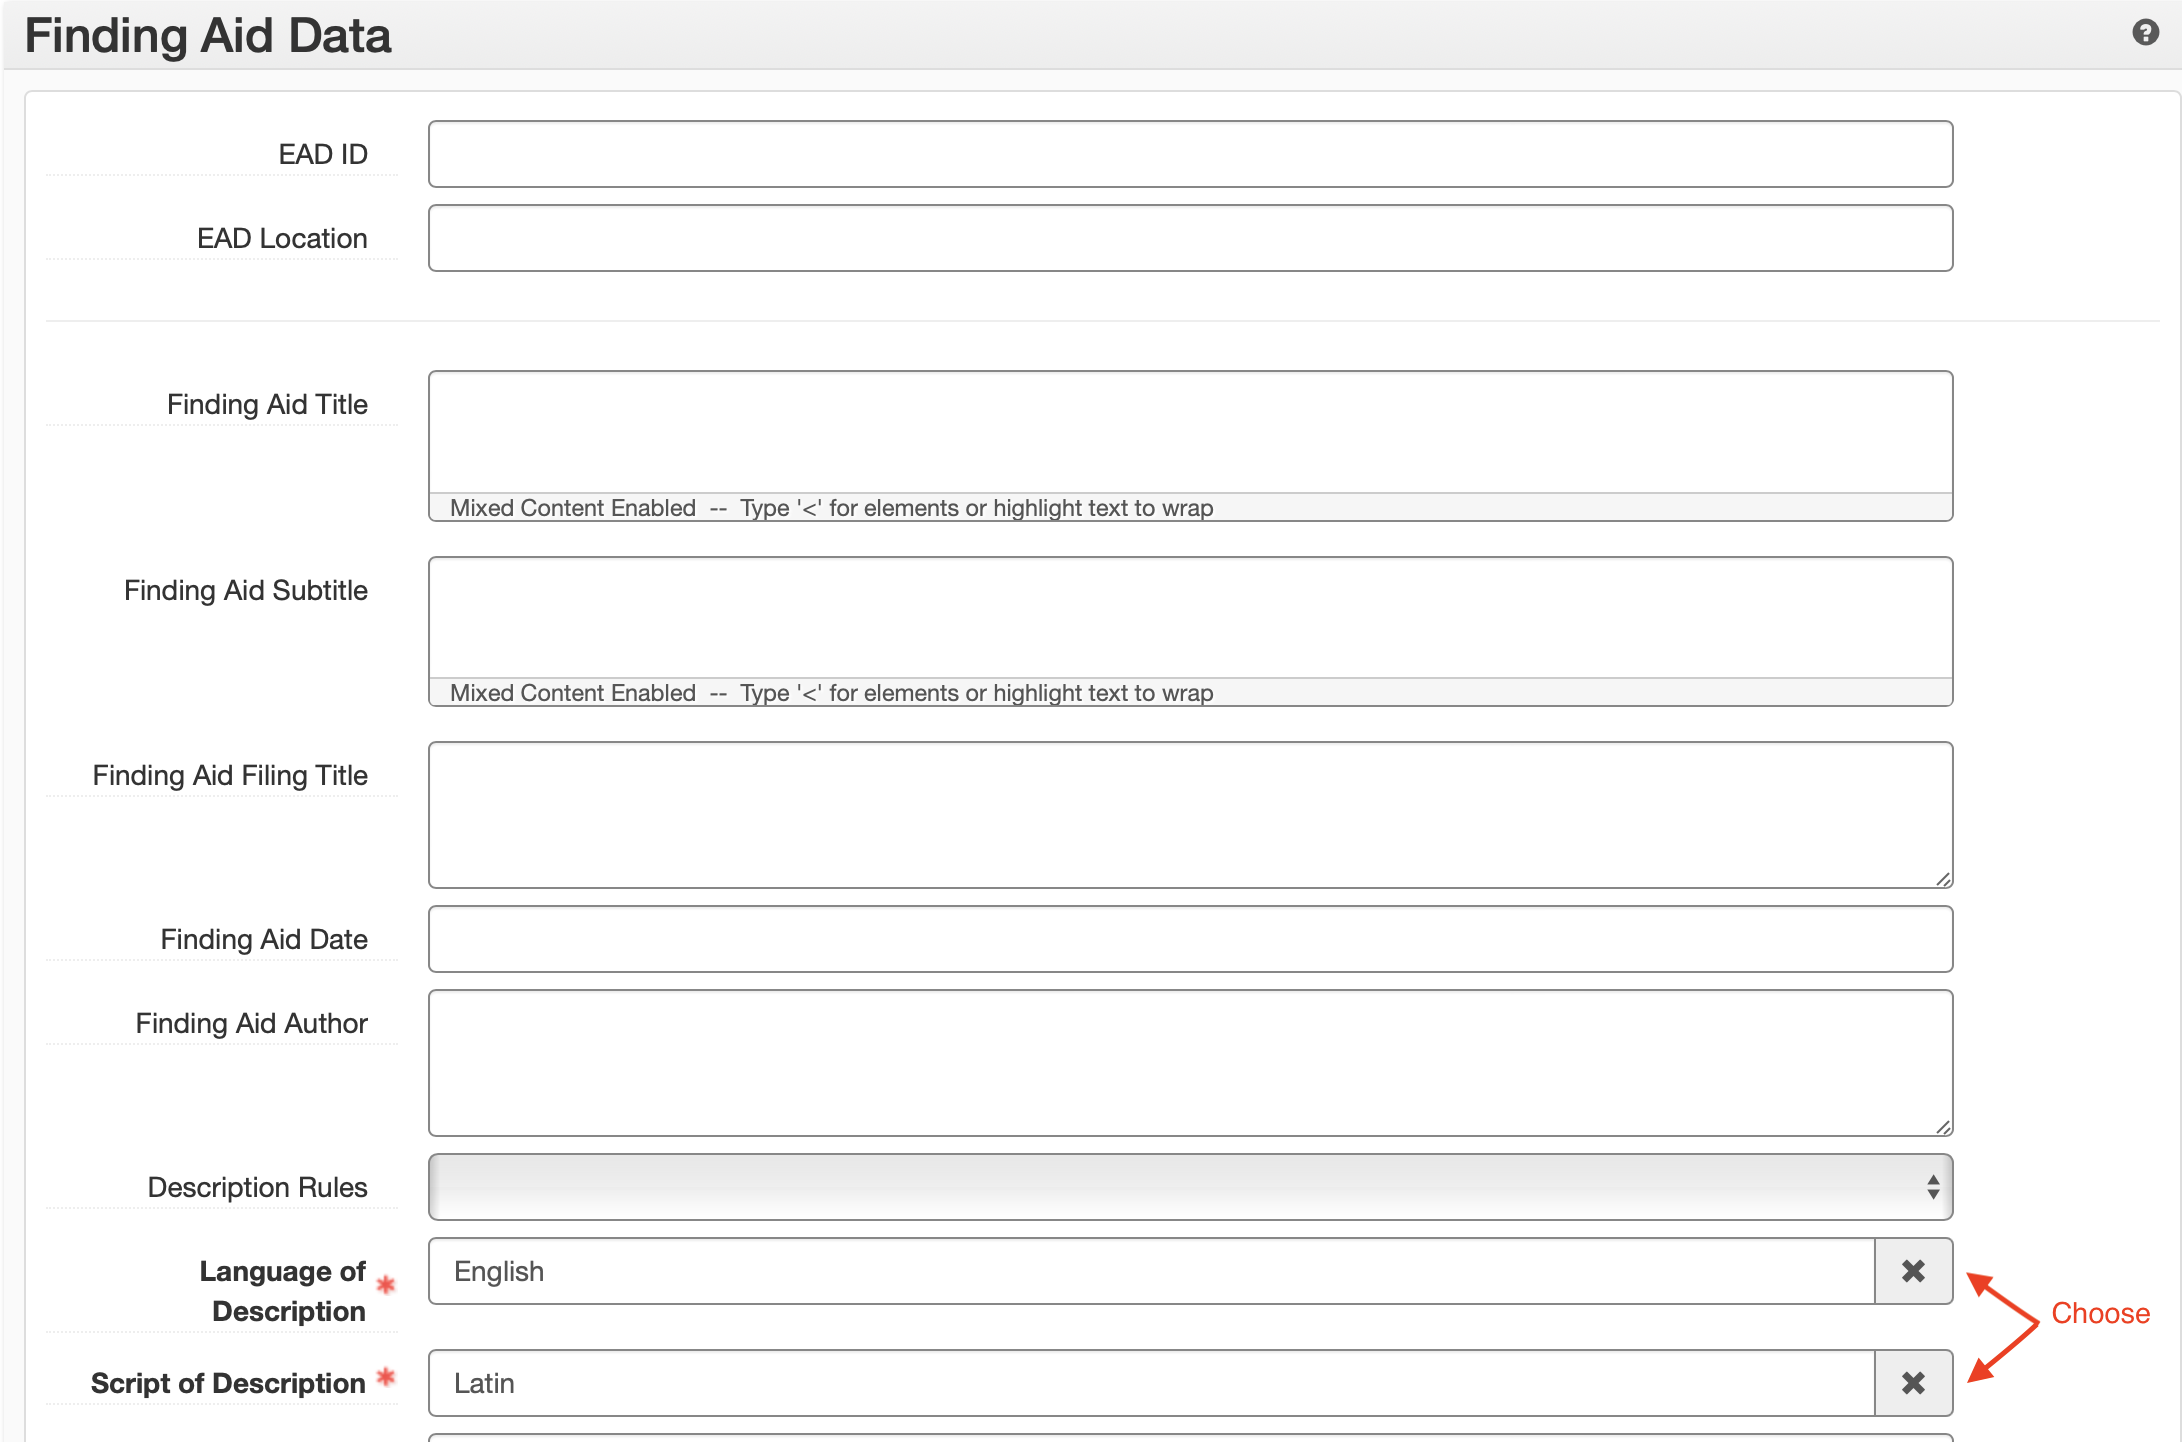 Finding Aid Data
EAD ID
EAD Location
Finding Aid Title
Mixed Content Enabled -- Type '<' for elements or highlight text to wrap
Finding Aid Subtitle
Mixed Content Enabled -- Type '<' for elements or highlight text to wrap
Finding Aid Filing Title
Finding Aid Date
Finding Aid Author
Description Rules
Language of
Description
English
Choose
Script of Description
Latin